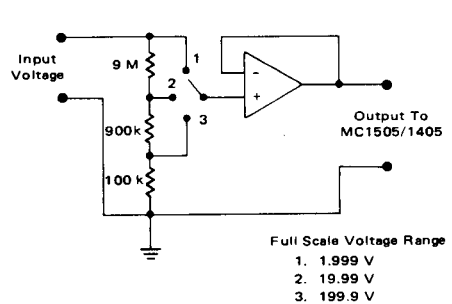 Input
Voltage
9 M
1
2
3
900k
100 k
-
+
Output To
MC1505/1405
Full Scale Voltage Range
1. 1.999 V
2. 19.99 V
3. 199.9 V